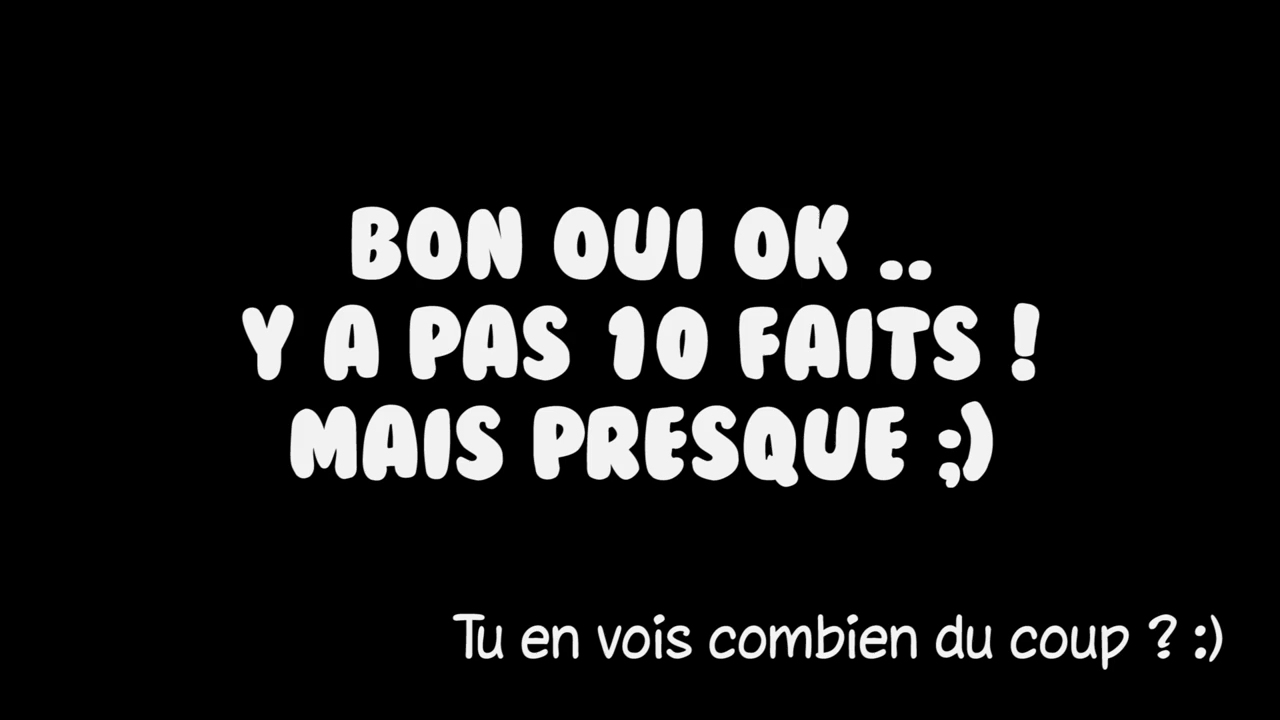 BON OUI OK ..
Y A PAS 10 FAITS !
MAIS PRESQUE ;)
Tu en vois combien du coup ? :)